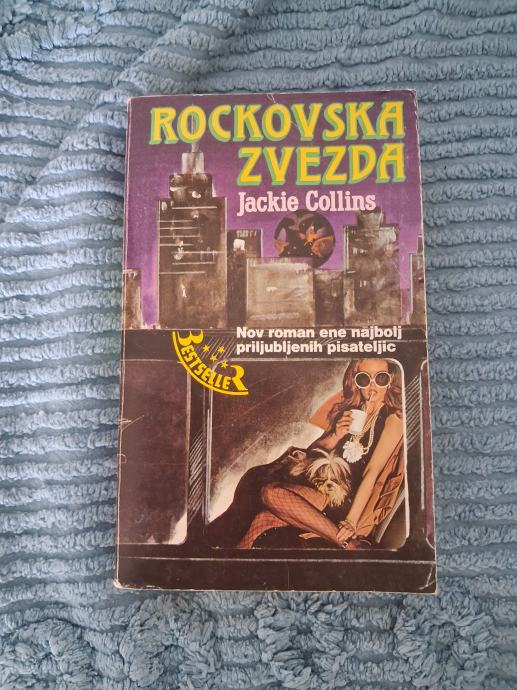 ROCKOVSKA
ZVEZDA
Jackie Collins
Nov roman ene najbolj
priljubljenih pisateljic
BESTSELLER